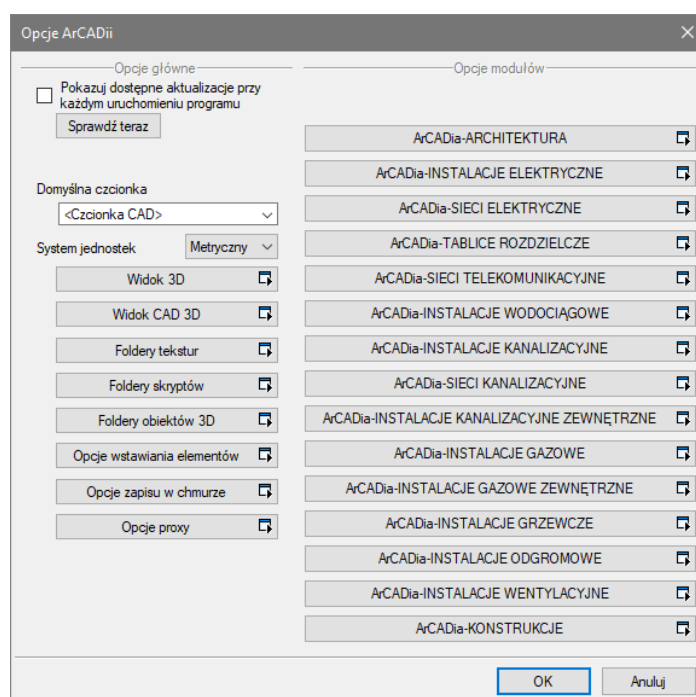 Opcje ArCADii
Opcje główne
Pokazuj dostępne aktualizacje przy
każdym uruchomieniu programu
Sprawdź teraz
Domyślna czcionka
<Czcionka CAD>
System jednostek
Metryczny
Widok 3D
Widok CAD 3D
Foldery tekstur
Foldery skryptów
Foldery obiektów 3D
Opcje wstawiania elementów
Opcje zapisu w chmurze
Opcje proxy
Opcje modułów
ArCADia-ARCHITEKTURA
ArCADia-INSTALACJE ELEKTRYCZNE
ArCADia-SIECI ELEKTRYCZNE
ArCADia-TABLICE ROZDZIELCZE
ArCADia-SIECI TELEKOMUNIKACYJNE
ArCADia-INSTALACJE WODOCIĄGOWE
ArCADia-INSTALACJE KANALIZACYJNE
ArCADia-SIECI KANALIZACYJNE
ArCADia-INSTALACJE KANALIZACYJNE ZEWNĘTRZNE
ArCADia-INSTALACJE GAZOWE
ArCADia-INSTALACJE GAZOWE ZEWNĘTRZNE
ArCADia-INSTALACJE GRZEWCZE
ArCADia-INSTALACJE ODGROMOWE
ArCADia-INSTALACJE WENTYLACYJNE
ArCADia-KONSTRUKCJE
OK
Anuluj